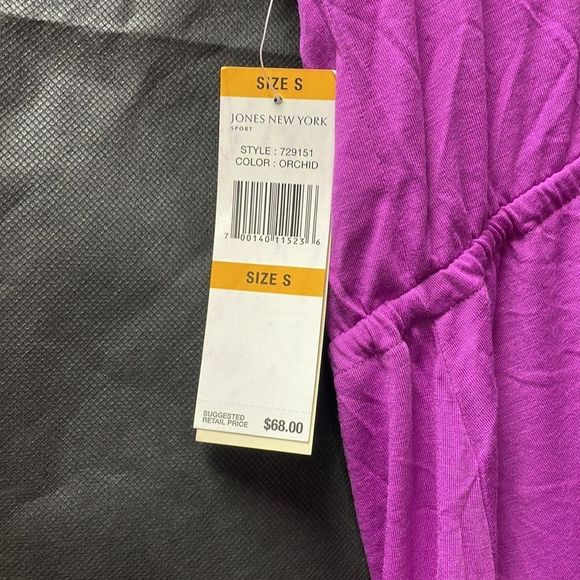 SIZE S
JONES NEW YORK
SPORT
STYLE : 729151
COLOR : ORCHID
7 00140 11523 6
SIZE S
SUGGESTED
RETAIL PRICE $68.00